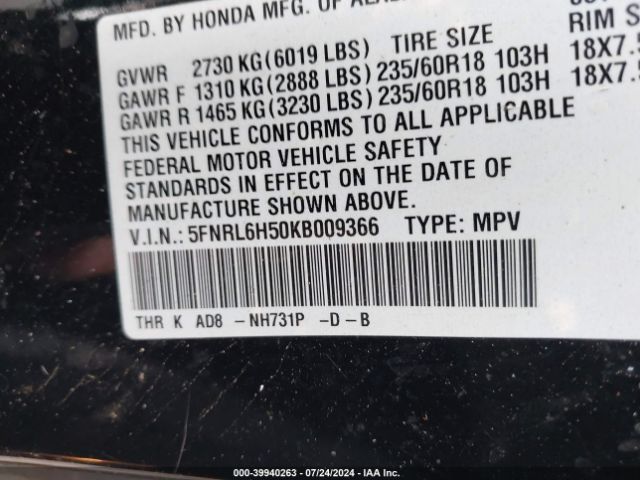 MFD. BY HONDA MFG. OF
RIM
GVWR 2730 KG(6019 LBS) TIRE SIZE
GAWR F 1310 KG(2888 LBS)235/60R18 103H 18X7.5
GAWR R 1465 KG(3230 LBS)235/60R18 103H 18X7.5
THIS VEHICLE CONFORMS TO ALL APPLICABLE
FEDERAL MOTOR VEHICLE SAFETY
STANDARDS IN EFFECT ON THE DATE OF
MANUFACTURE SHOWN ABOVE.
V.I.N.: 5FNRL6H50KB009366 TYPE: MPV
THR K AD8 -NH731P -D-B
000-39940263 - 07/24/2024 - IAA Inc.